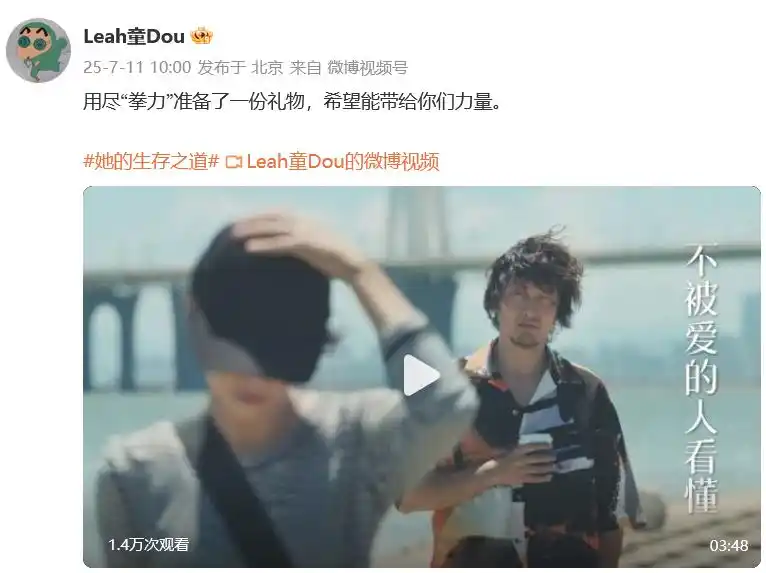 Leah童Dou
25-7-11 10:00 发布于 北京 来自 微博视频号
用尽“拳力”准备了一份礼物，希望能带给你们力量。
#她的生存之道# Leah童Dou的微博视频
不被爱的人看懂
1.4万次观看
03:48